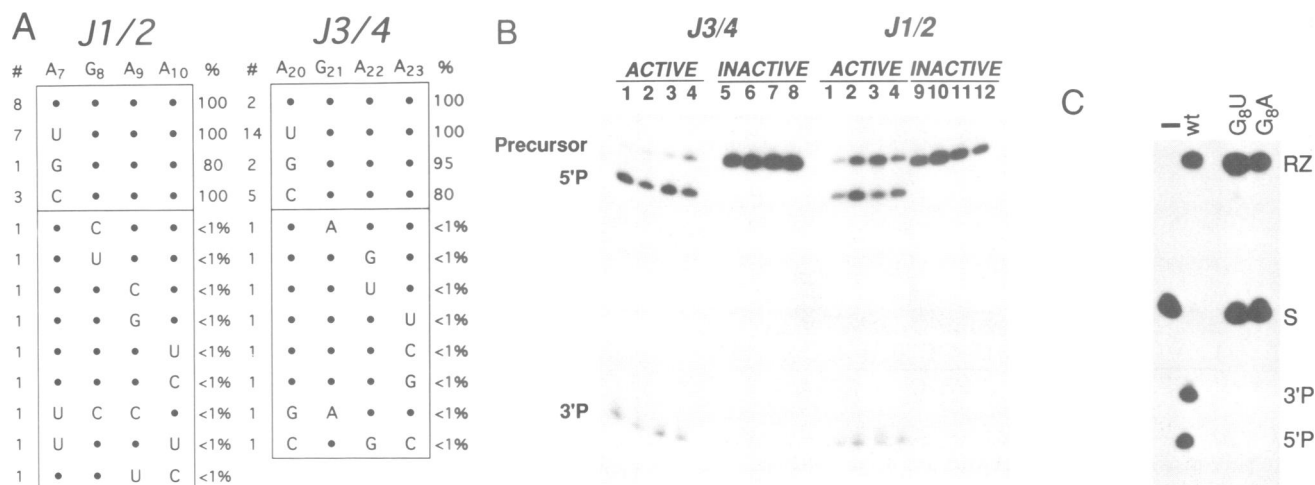 A J1/2 J3/4
# A7 G8 A9 A10 % # A20 G21 A22 A23 %
8 • • • • 100 2 • • • • 100
7 U • • • 100 14 U • • • 100
1 G • • • 80 2 G • • • 95
3 C • • • 100 5 C • • • 80
1 • C • • <1% 1 • A • • <1%
1 • U • • <1% 1 • • G • <1%
1 • • C • <1% 1 • • U • <1%
1 • • G • <1% 1 • • • U <1%
1 • • • U <1% 1 • • • C <1%
1 • • • C <1% 1 • • • G <1%
1 U C C • <1% 1 G A • • <1%
1 U • • U <1% 1 C • G C <1%
1 • • U C <1%
B J3/4 J1/2
ACTIVE INACTIVE ACTIVE INACTIVE
1 2 3 4 5 6 7 8 1 2 3 4 9 10 11 12
Precursor
5'P
3'P
C
– wt G8U G8A
RZ
S
3'P
5'P